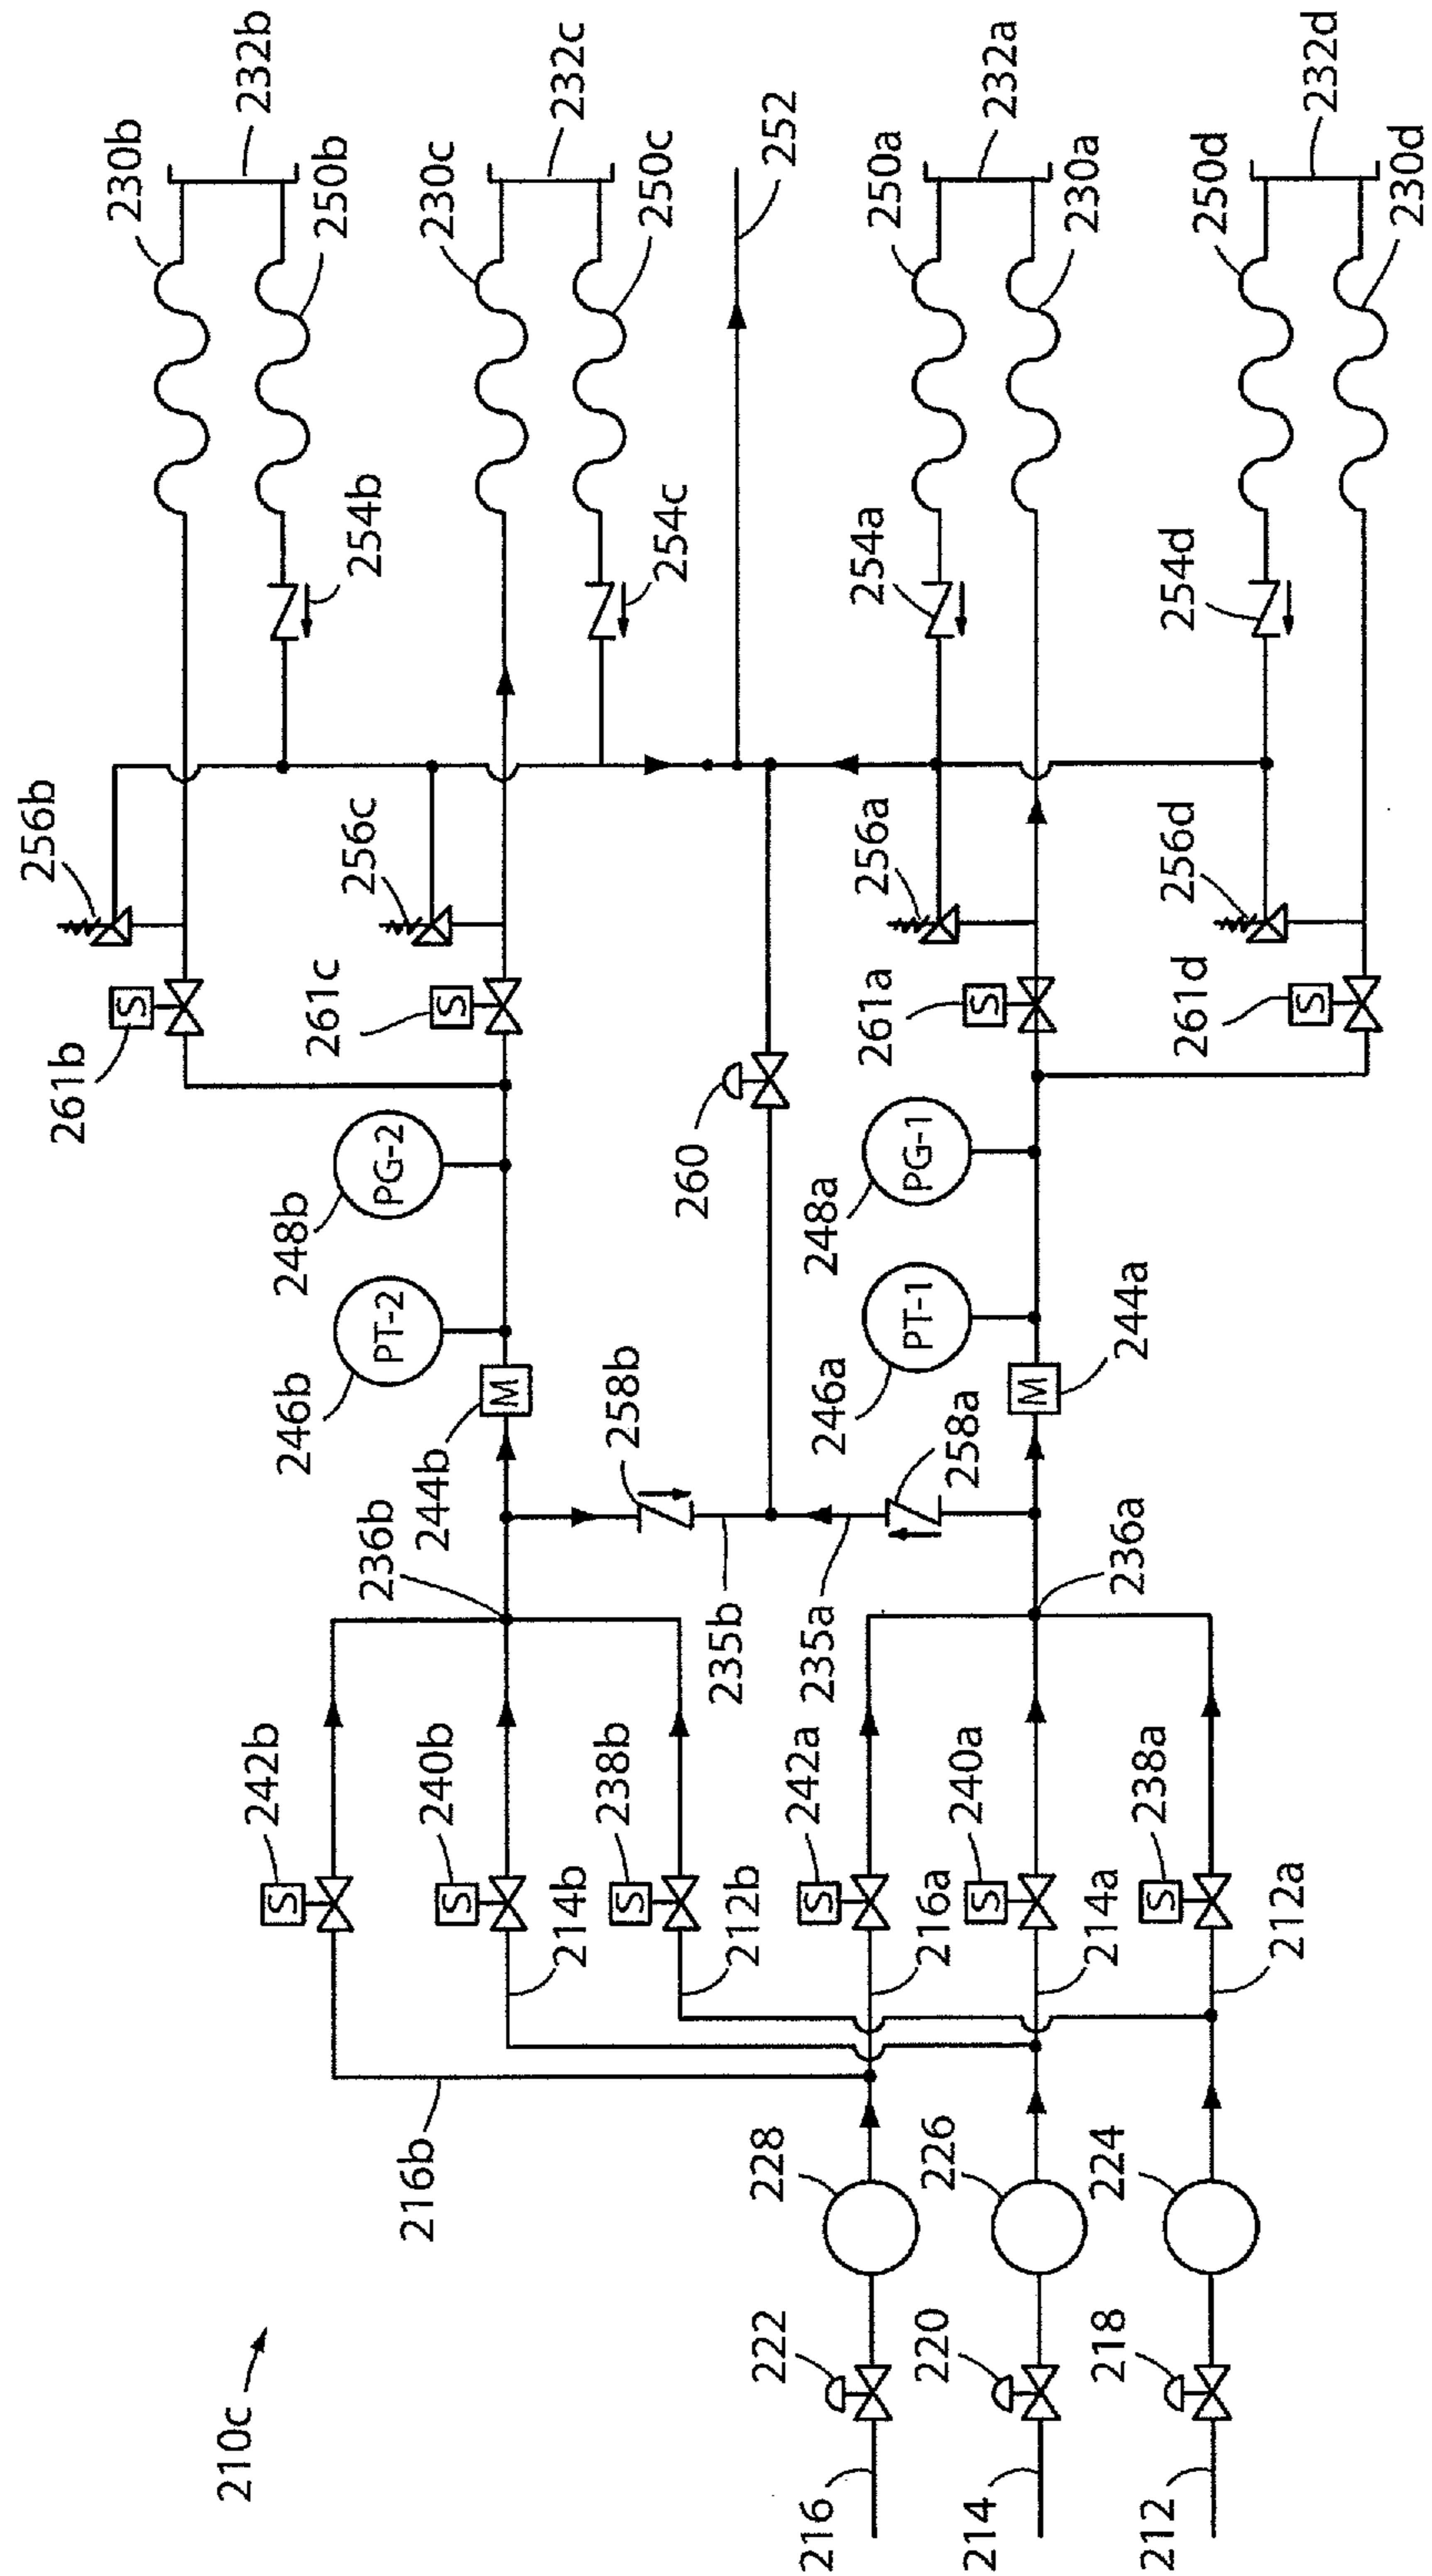 210c
216
214
212
222
220
218
228
226
224
216b
242b
S
240b
S
214b
238b
S
212b
242a
S
216a
240a
S
214a
238a
S
212a
236b
236a
235b
235a
258b
258a
244b
M
244a
M
246b
PT-2
248b
PG-2
246a
PT-1
248a
PG-1
260
261b
S
261c
S
261a
S
261d
S
256b
256c
256a
256d
254b
254c
254a
254d
230b
250b
232b
230c
250c
232c
252
250a
230a
232a
250d
230d
232d